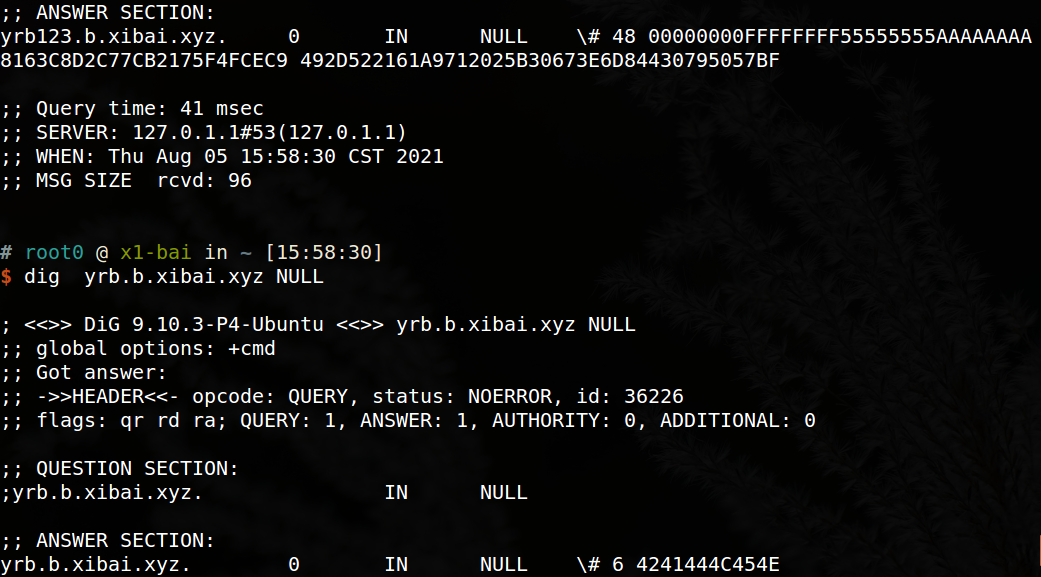 ;; ANSWER SECTION:
yrb123.b.xibai.xyz. 0 IN NULL \# 48 00000000FFFFFFFF55555555AAAAAAAA
8163C8D2C77CB2175F4FCEC9 492D522161A9712025B30673E6D84430795057BF
;; Query time: 41 msec
;; SERVER: 127.0.1.1#53(127.0.1.1)
;; WHEN: Thu Aug 05 15:58:30 CST 2021
;; MSG SIZE rcvd: 96
# root0 @ x1-bai in ~ [15:58:30]
$ dig yrb.b.xibai.xyz NULL
; <<>> DiG 9.10.3-P4-Ubuntu <<>> yrb.b.xibai.xyz NULL
;; global options: +cmd
;; Got answer:
;; ->>HEADER<<- opcode: QUERY, status: NOERROR, id: 36226
;; flags: qr rd ra; QUERY: 1, ANSWER: 1, AUTHORITY: 0, ADDITIONAL: 0
;; QUESTION SECTION:
;yrb.b.xibai.xyz. IN NULL
;; ANSWER SECTION:
yrb.b.xibai.xyz. 0 IN NULL \# 6 4241444C454E